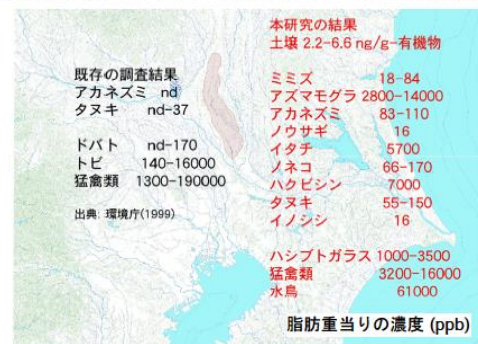 既存の調査結果
アカネズミ nd
タヌキ nd-37
ドバト nd-170
トビ 140-16000
猛禽類 1300-190000
出典: 環境庁(1999)
本研究の結果
土壌 2.2-6.6 ng/g-有機物
ミミズ 18-84
アズマモグラ 2800-14000
アカネズミ 83-110
ノウサギ 16
イタチ 5700
ノネコ 66-170
ハクビシン 7000
タヌキ 55-150
イノシシ 16
ハシブトガラス 1000-3500
猛禽類 3200-16000
水鳥 61000
脂肪重当りの濃度 (ppb)